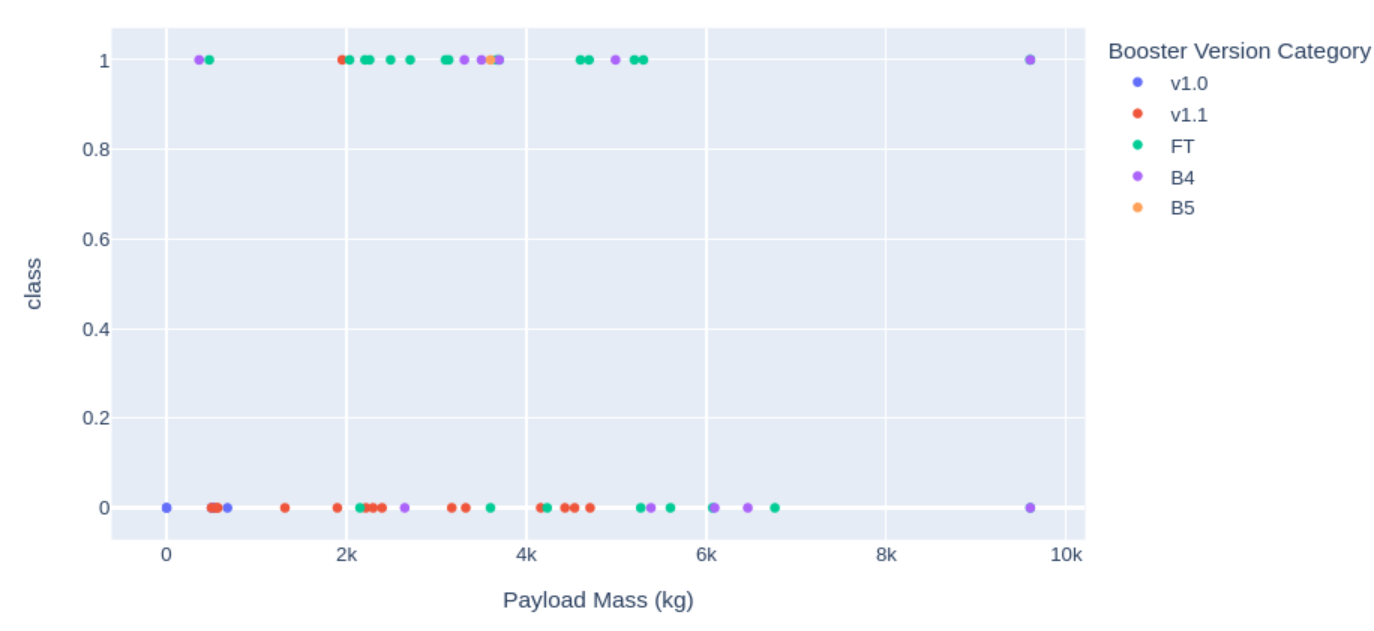 Booster Version Category
v1.0
v1.1
FT
B4
B5
class
1
0.8
0.6
0.4
0.2
0
0 2k 4k 6k 8k 10k
Payload Mass (kg)